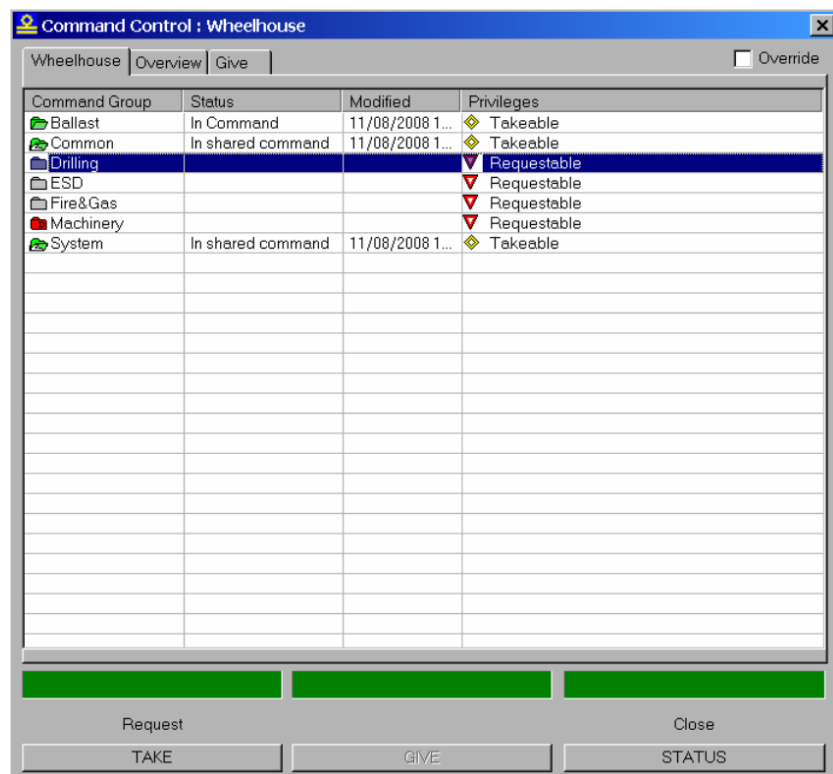 Command Control : Wheelhouse
Wheelhouse Overview Give Override
Command Group Status Modified Privileges
Ballast In Command 11/08/2008 1... Takeable
Common In shared command 11/08/2008 1... Takeable
Drilling Requestable
ESD Requestable
Fire&Gas Requestable
Machinery Requestable
System In shared command 11/08/2008 1... Takeable
Request Close
TAKE GIVE STATUS